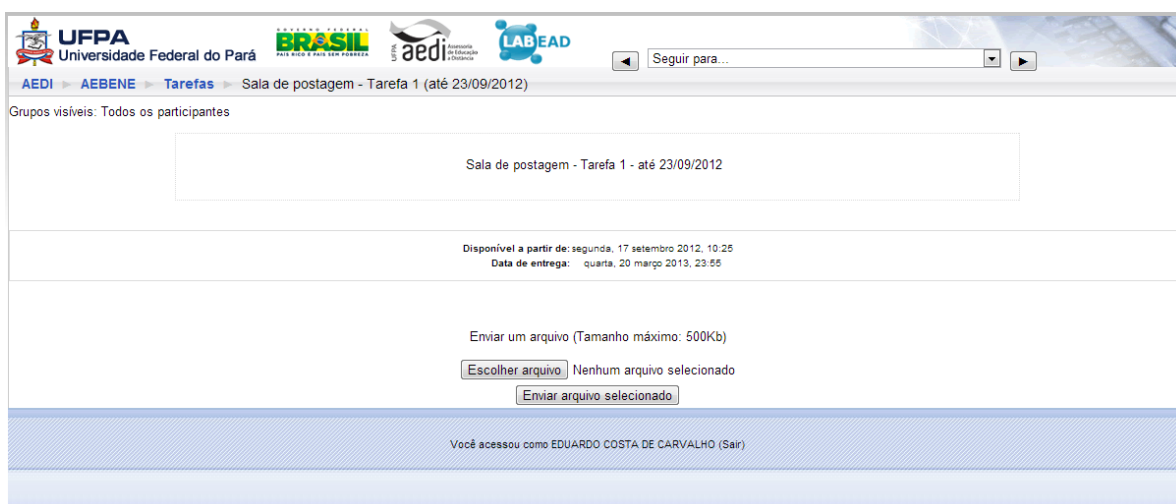 UFPA
Universidade Federal do Pará
GOVERNO FEDERAL
BRASIL
PAÍS RICO É PAÍS SEM POBREZA
UFPA
aedi
Assessoria
de Educação
a Distância
LABEAD
◄ Seguir para... ►
AEDI ► AEBENE ► Tarefas ► Sala de postagem - Tarefa 1 (até 23/09/2012)
Grupos visíveis: Todos os participantes
Sala de postagem - Tarefa 1 - até 23/09/2012
Disponível a partir de: segunda, 17 setembro 2012, 10:25
Data de entrega: quarta, 20 março 2013, 23:55
Enviar um arquivo (Tamanho máximo: 500Kb)
Escolher arquivo Nenhum arquivo selecionado
Enviar arquivo selecionado
Você acessou como EDUARDO COSTA DE CARVALHO (Sair)